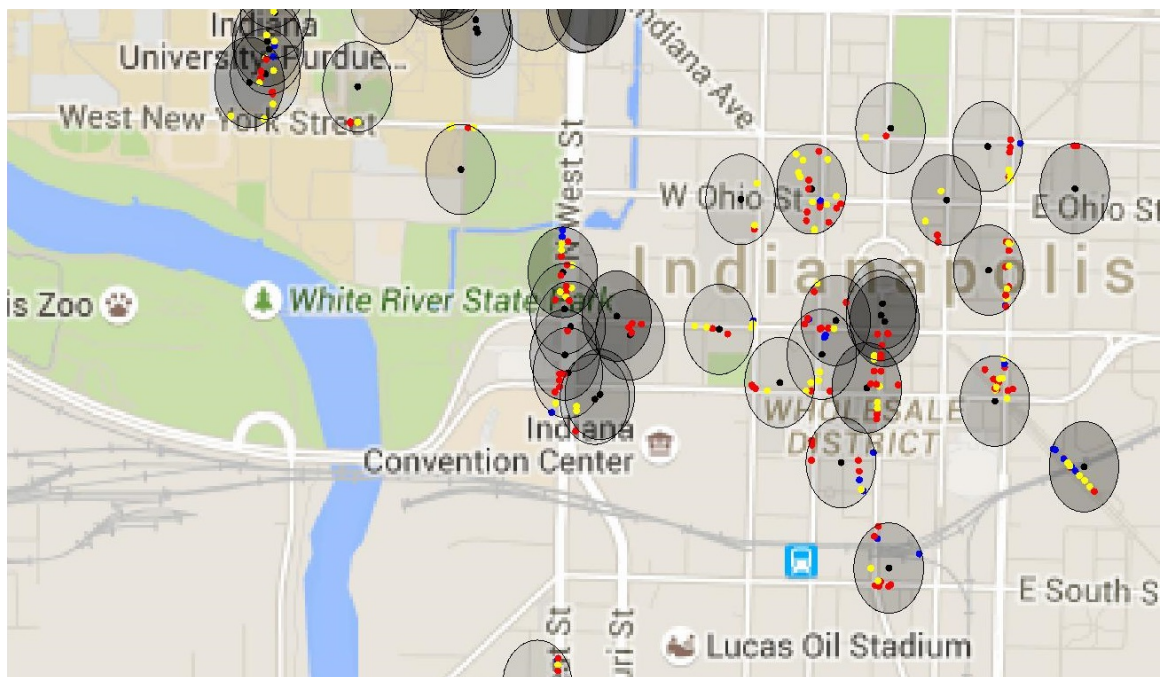 Indiana
University-Purdue...
West New York Street
Indiana Ave
N West St
W Ohio St
E Ohio St
Indianapolis
is Zoo
White River State Park
WHOLESALE
DISTRICT
Indiana
Convention Center
E South S
st St
uri St
Lucas Oil Stadium